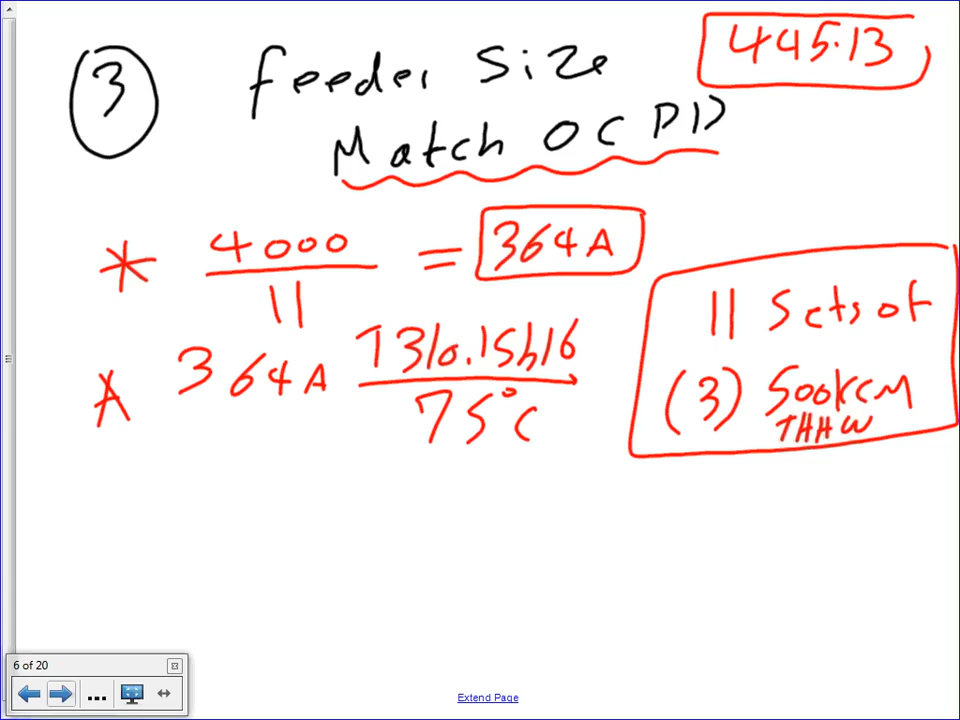 3 Feeder Size 445.13
Match OCPD
* 4000 / 11 = 364A
* 364A T310.15b16 / 75°C
11 Sets of
(3) 500KCM
THHW
6 of 20
...
Extend Page